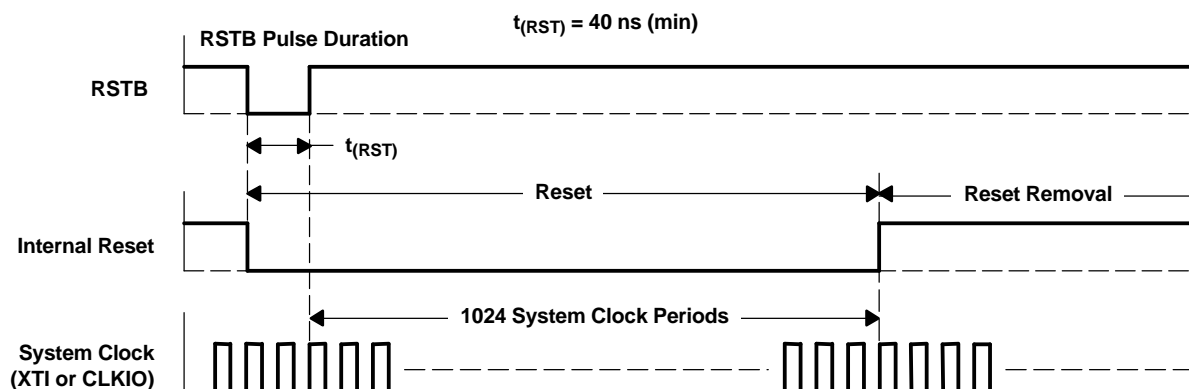 t(RST) = 40 ns (min)
RSTB Pulse Duration
RSTB
t(RST)
Reset
Reset Removal
Internal Reset
1024 System Clock Periods
System Clock
(XTI or CLKIO)